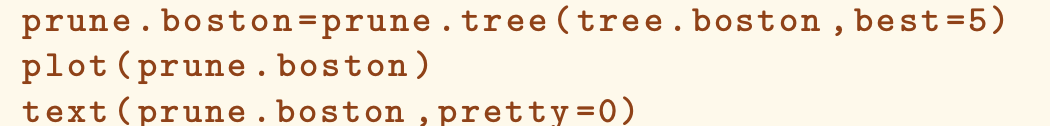 prune.boston=prune.tree(tree.boston ,best=5)
plot(prune.boston)
text(prune.boston ,pretty=0)